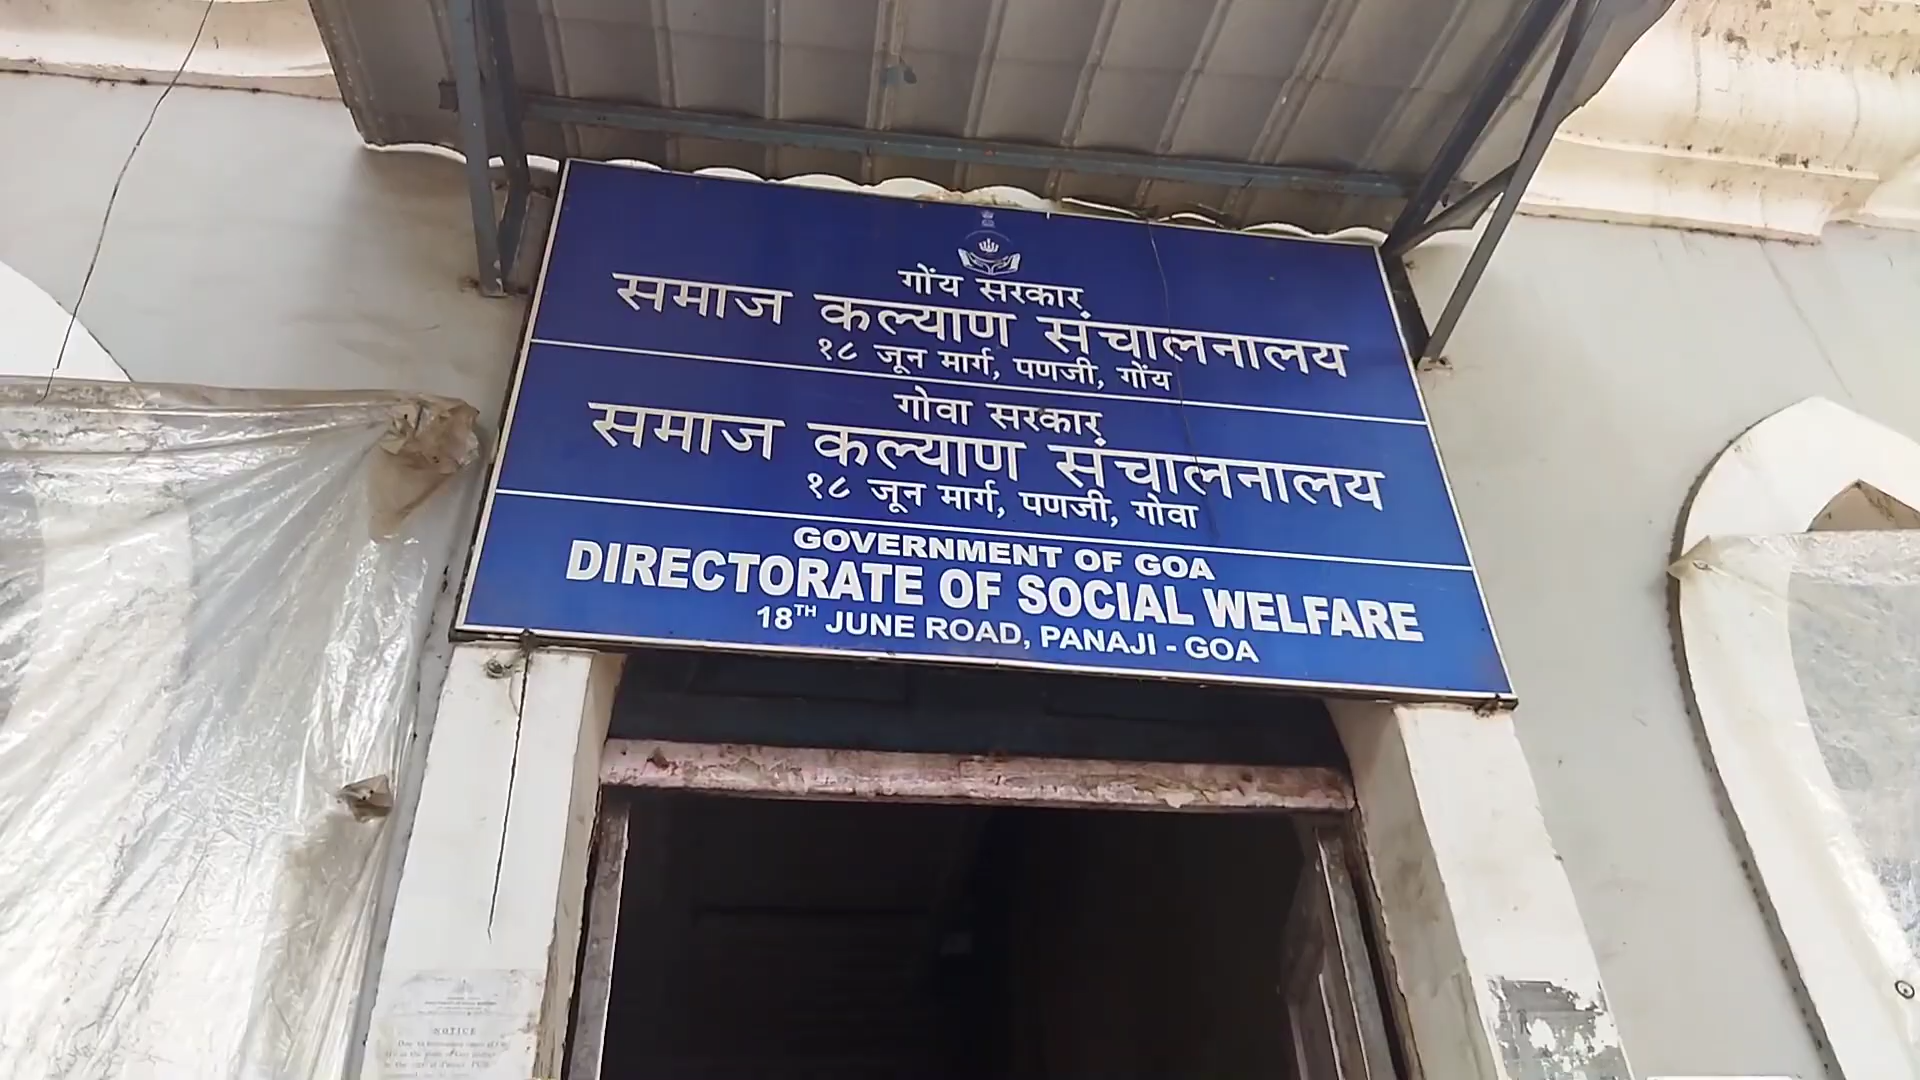 गोंय सरकार
समाज कल्याण संचालनालय
१८ जून मार्ग, पणजी, गोंय
गोवा सरकार
समाज कल्याण संचालनालय
१८ जून मार्ग, पणजी, गोवा
GOVERNMENT OF GOA
DIRECTORATE OF SOCIAL WELFARE
18TH JUNE ROAD, PANAJI - GOA
NOTICE